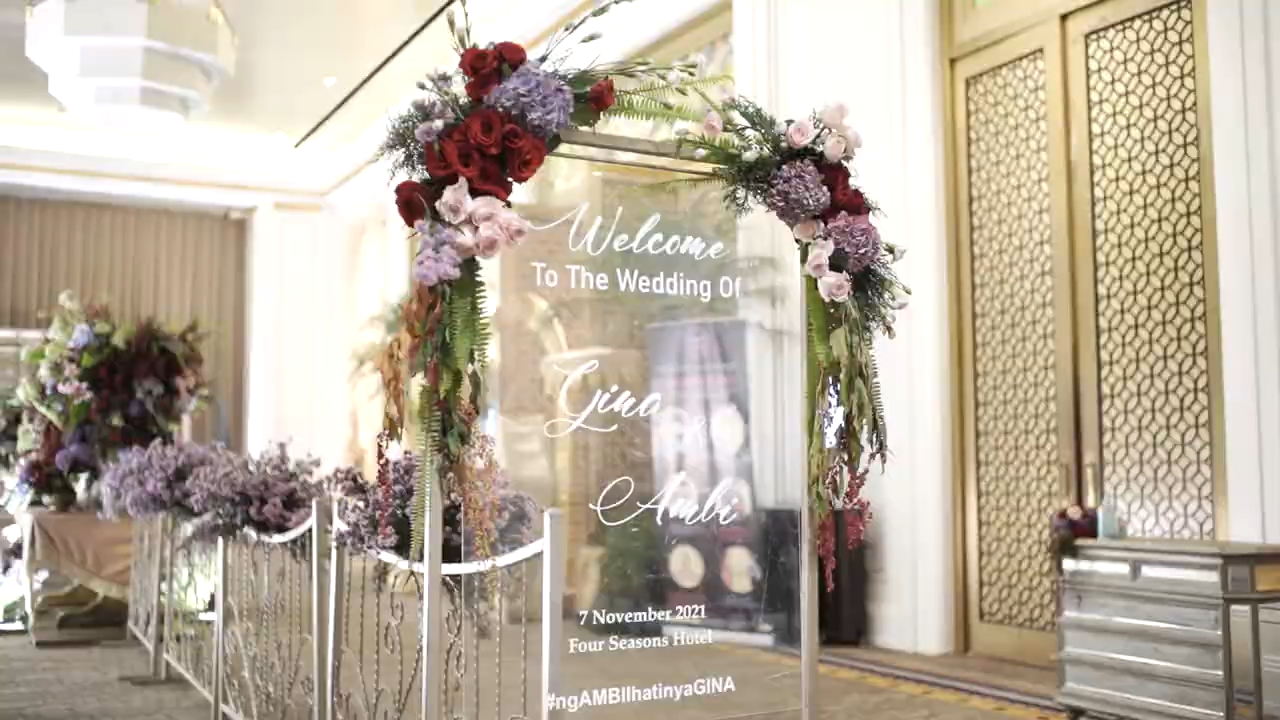 Welcome
To The Wedding Of
Gina
&
Ambi
7 November 2021
Four Seasons Hotel
#ngAMBIlhatinyaGINA